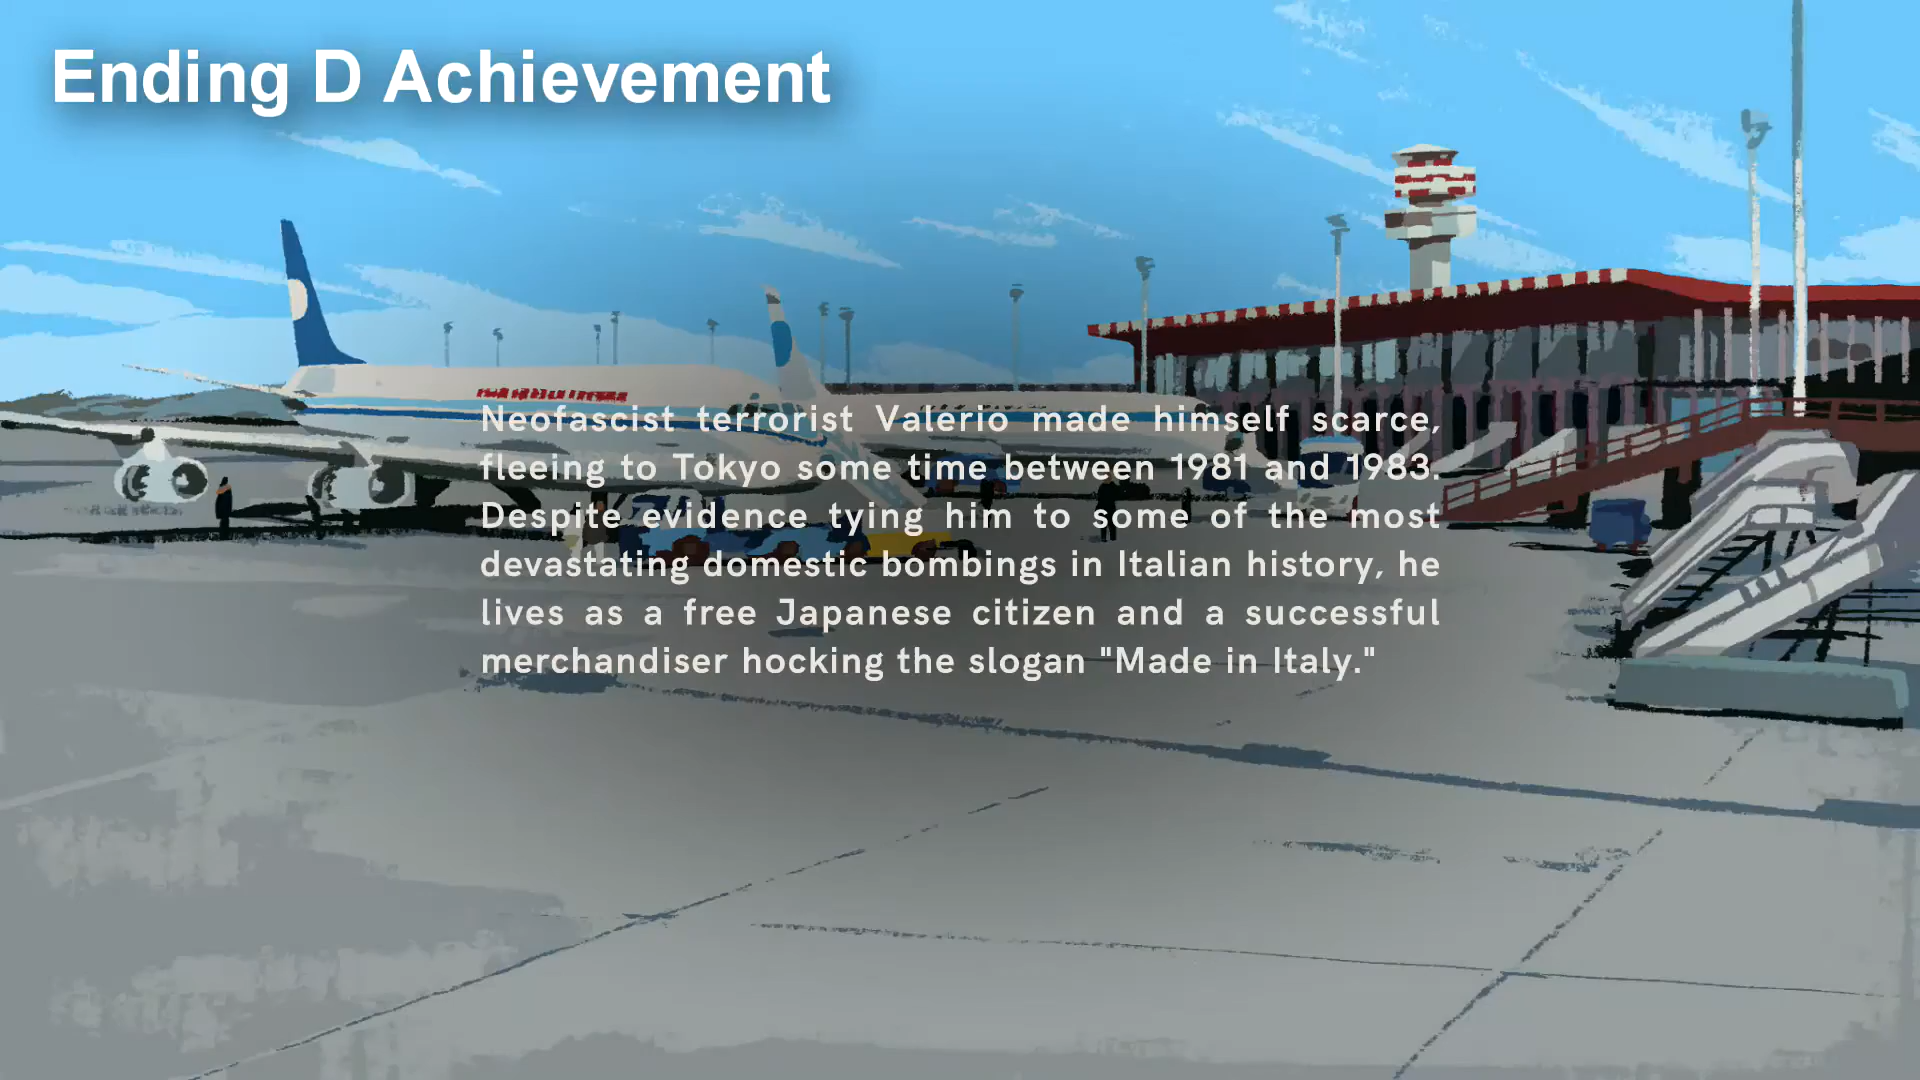 Ending D Achievement
Neofascist terrorist Valerio made himself scarce,
fleeing to Tokyo some time between 1981 and 1983.
Despite evidence tying him to some of the most
devastating domestic bombings in Italian history, he
lives as a free Japanese citizen and a successful
merchandiser hocking the slogan "Made in Italy."